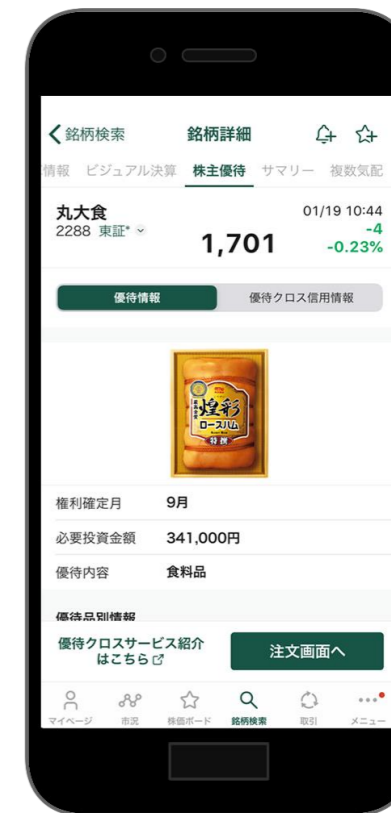 銘柄検索 銘柄詳細
情報 ビジュアル決算 株主優待 サマリー 複数気配
丸大食 01/19 10:44
2288 東証* 1,701 -4
-0.23%
優待情報 優待クロス信用情報
煌彩
ロースハム
特撰
権利確定月 9月
必要投資金額 341,000円
優待内容 食料品
優待品別情報
優待クロスサービス紹介
はこちら
注文画面へ
マイページ 市況 株価ボード 銘柄検索 取引 メニュー